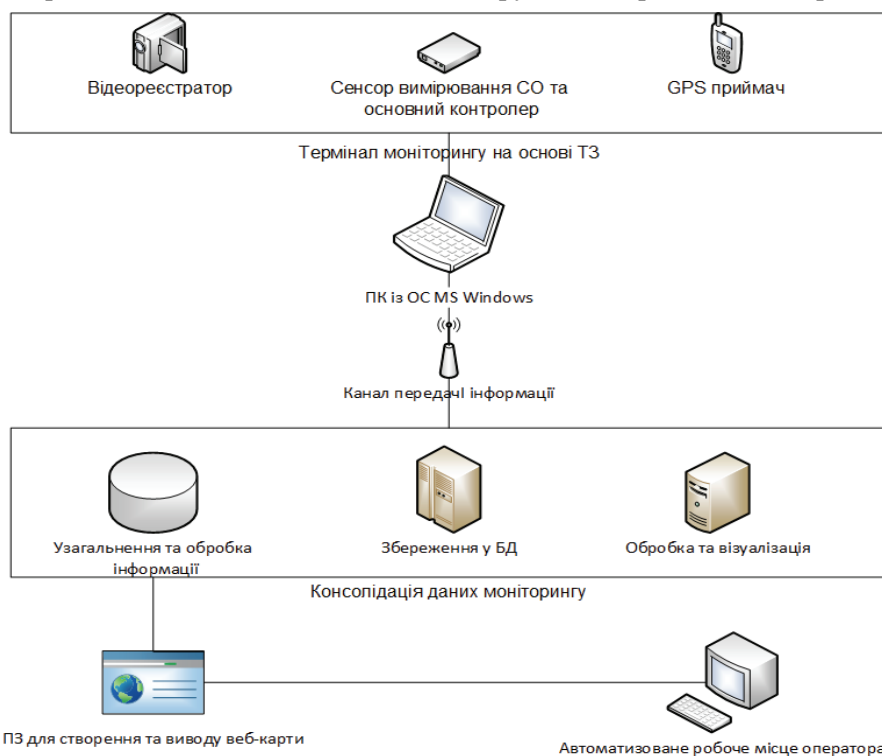 Відеореєстратор
Сенсор вимірювання СО та
основний контролер
GPS приймач
Термінал моніторингу на основі ТЗ
ПК із ОС MS Windows
Канал передачІ інформації
Узагальнення та обробка
інформації
Збереження у БД
Обробка та візуалізація
Консолідація даних моніторингу
ПЗ для створення та виводу веб-карти
Автоматизоване робоче місце оператора